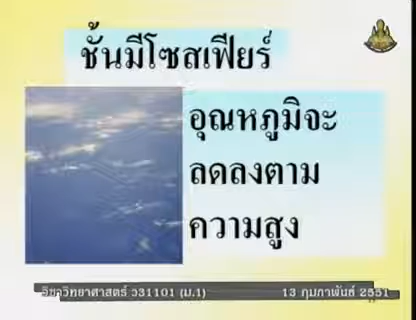 ชั้นมีโซสเฟียร์
อุณหภูมิจะ
ลดลงตาม
ความสูง
วิชาวิทยาศาสตร์ ว31101 (ม.1) 13 กุมภาพันธ์ 2551